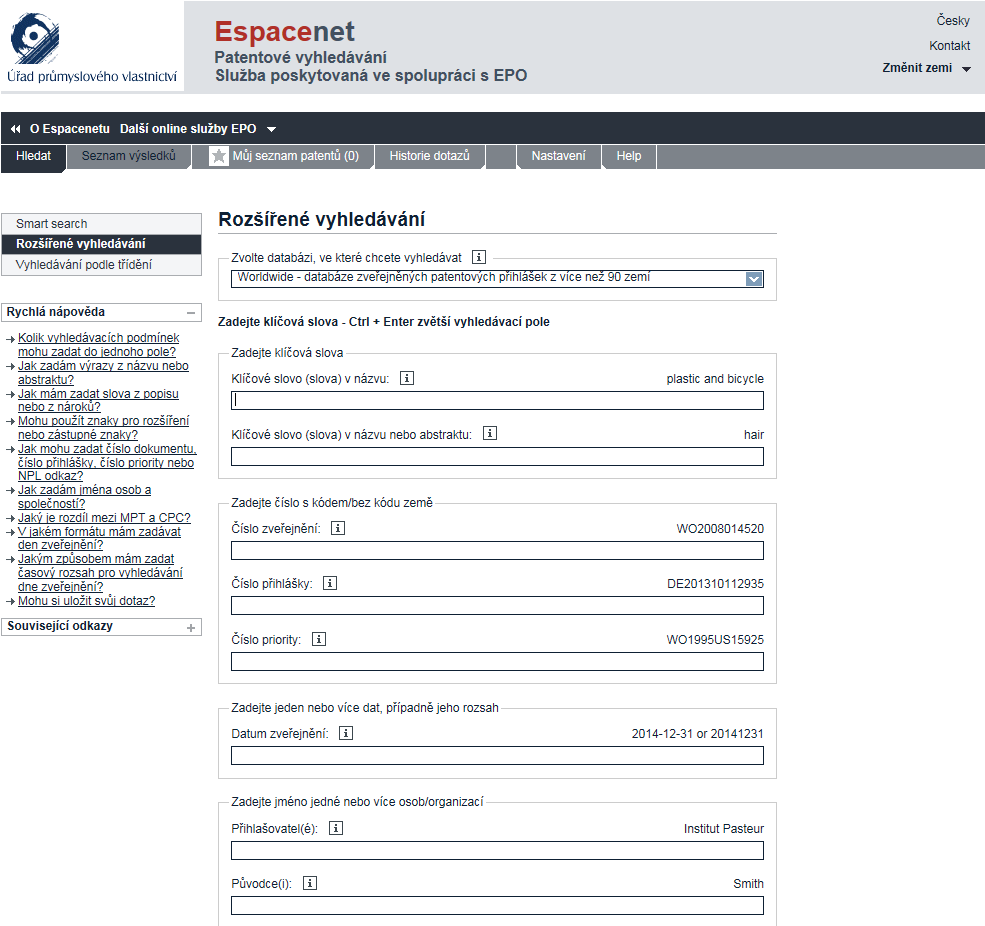 Úřad průmyslového vlastnictví
Espacenet
Patentové vyhledávání
Služba poskytovaná ve spolupráci s EPO
Česky
Kontakt
Změnit zemi
O Espacenetu Další online služby EPO
Hledat Seznam výsledků Můj seznam patentů (0) Historie dotazů Nastavení Help
Smart search
Rozšířené vyhledávání
Vyhledávání podle třídění
Rychlá nápověda
Kolik vyhledávacích podmínek
mohu zadat do jednoho pole?
Jak zadám výrazy z názvu nebo
abstraktu?
Jak mám zadat slova z popisu
nebo z nároků?
Mohu použít znaky pro rozšíření
nebo zástupné znaky?
Jak mohu zadat číslo dokumentu,
číslo přihlášky, číslo priority nebo
NPL odkaz?
Jak zadám jména osob a
společností?
Jaký je rozdíl mezi MPT a CPC?
V jakém formátu mám zadávat
den zveřejnění?
Jakým způsobem mám zadat
časový rozsah pro vyhledávání
dne zveřejnění?
Mohu si uložit svůj dotaz?
Související odkazy
Rozšířené vyhledávání
Zvolte databázi, ve které chcete vyhledávat
Worldwide - databáze zveřejněných patentových přihlášek z více než 90 zemí
Zadejte klíčová slova - Ctrl + Enter zvětší vyhledávací pole
Zadejte klíčová slova
Klíčové slovo (slova) v názvu: plastic and bicycle
Klíčové slovo (slova) v názvu nebo abstraktu: hair
Zadejte číslo s kódem/bez kódu země
Číslo zveřejnění: WO2008014520
Číslo přihlášky: DE201310112935
Číslo priority: WO1995US15925
Zadejte jeden nebo více dat, případně jeho rozsah
Datum zveřejnění: 2014-12-31 or 20141231
Zadejte jméno jedné nebo více osob/organizací
Přihlašovatel(é): Institut Pasteur
Původce(i): Smith